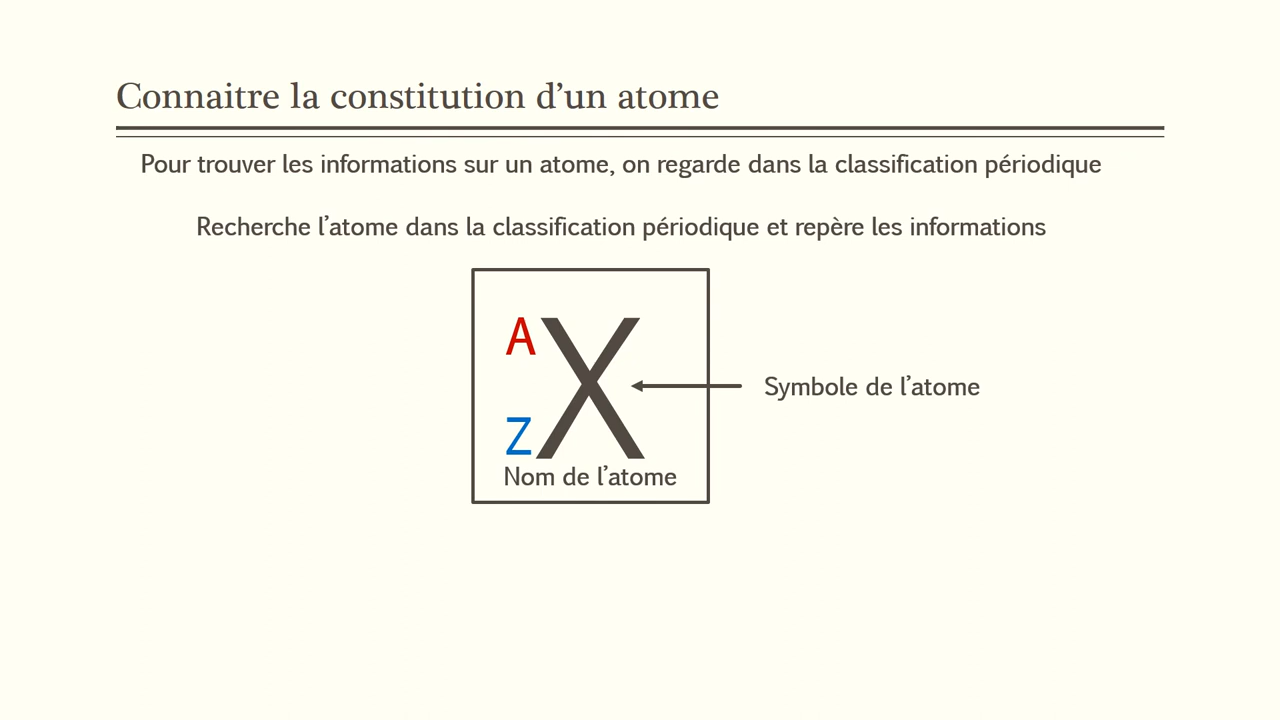 Connaitre la constitution d’un atome
Pour trouver les informations sur un atome, on regarde dans la classification périodique
Recherche l’atome dans la classification périodique et repère les informations
A
X
Symbole de l’atome
Z
Nom de l’atome